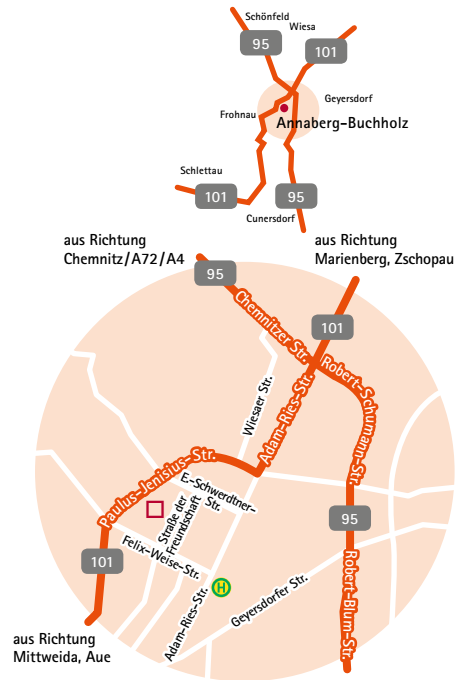 Schönfeld
Wiesa
95
101
Geyersdorf
Frohnau
Annaberg-Buchholz
Schlettau
101
95
Cunersdorf
aus Richtung
Chemnitz/A72/A4
aus Richtung
Marienberg, Zschopau
95
Chemnitzer Str.
101
Robert-Schumann-Str.
Wiesaer Str.
Adam-Ries-Str.
Paulus-Jenisius-Str.
E.-Schwerdtner-
Str.
Straße der
Freundschaft
95
Felix-Weise-Str.
101
H
Adam-Ries-Str.
Geyersdorfer Str.
Robert-Blum-Str.
aus Richtung
Mittweida, Aue